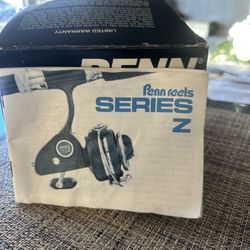 LIMITED WARRANTY
PENN
Penn reels
SERIES
Z